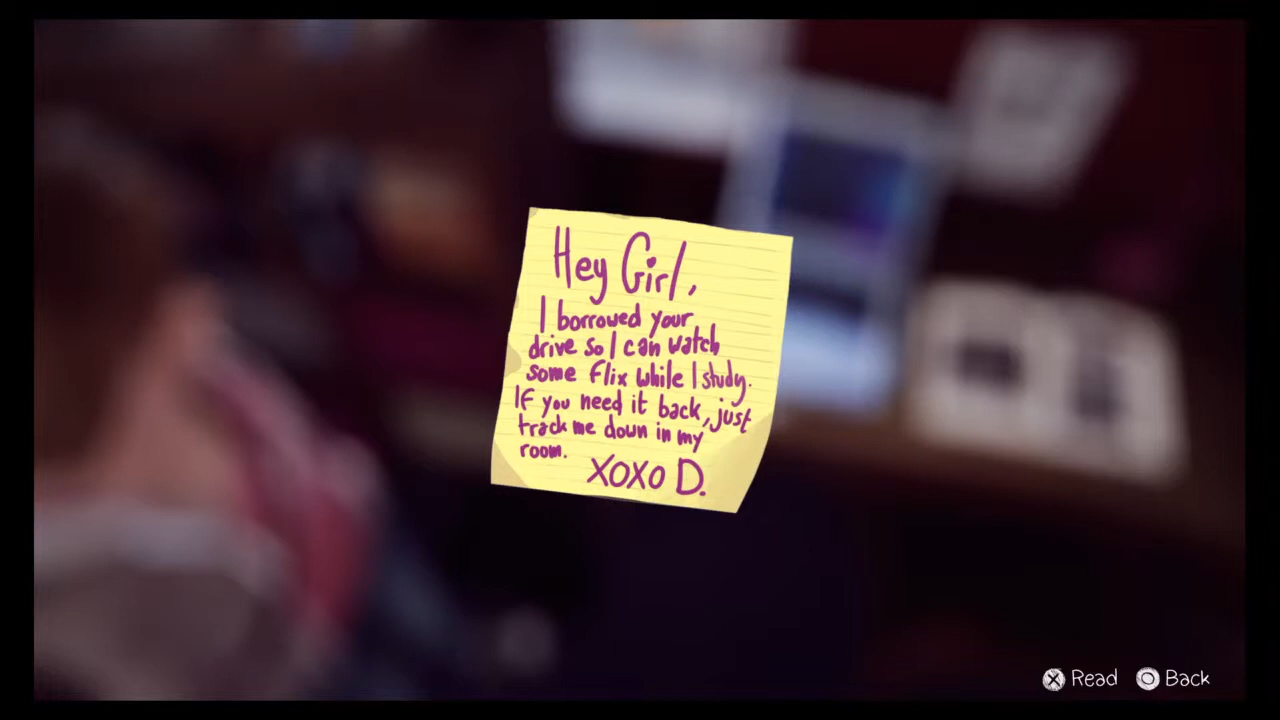 Hey Girl,
I borrowed your
drive so I can watch
some Flix while I study.
If you need it back, just
track me down in my
room.
XOXO D.
Read Back